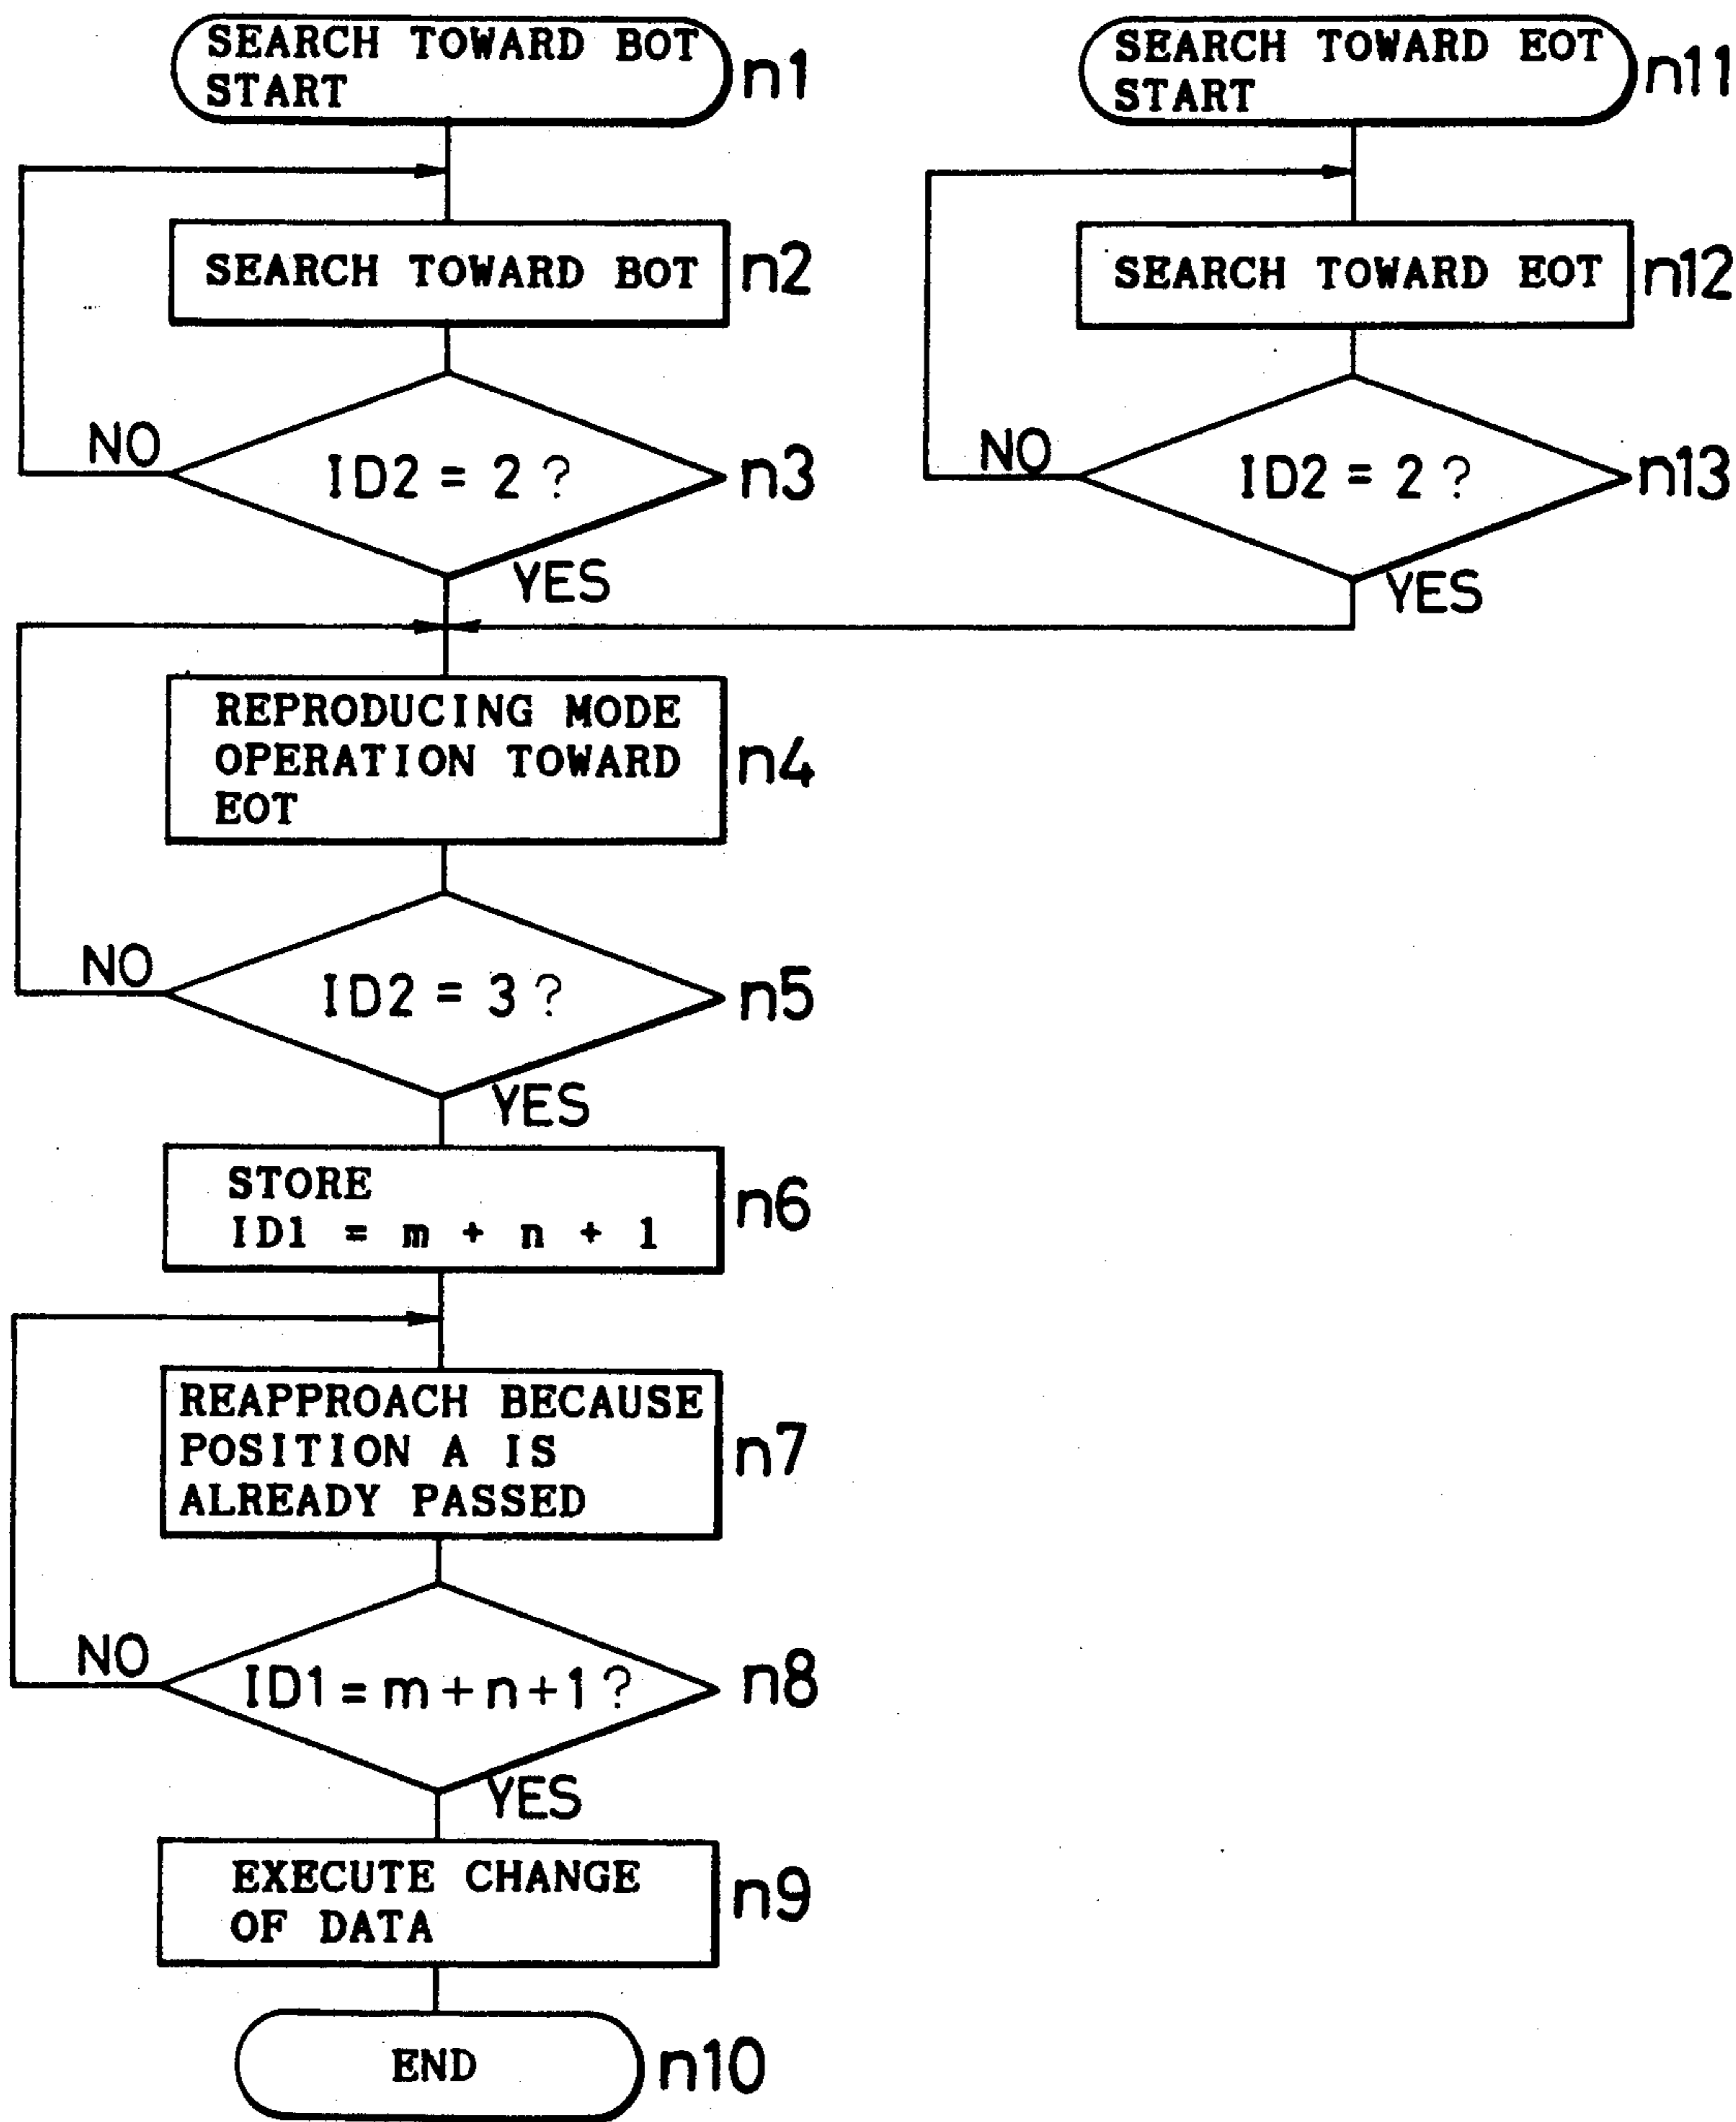 SEARCH TOWARD BOT
START
n1
SEARCH TOWARD BOT
n2
NO
ID2 = 2 ?
n3
YES
SEARCH TOWARD EOT
START
n11
SEARCH TOWARD EOT
n12
NO
ID2 = 2 ?
n13
YES
REPRODUCING MODE
OPERATION TOWARD
EOT
n4
NO
ID2 = 3 ?
n5
YES
STORE
ID1 = m + n + 1
n6
REAPPROACH BECAUSE
POSITION A IS
ALREADY PASSED
n7
NO
ID1 = m + n + 1 ?
n8
YES
EXECUTE CHANGE
OF DATA
n9
END
n10